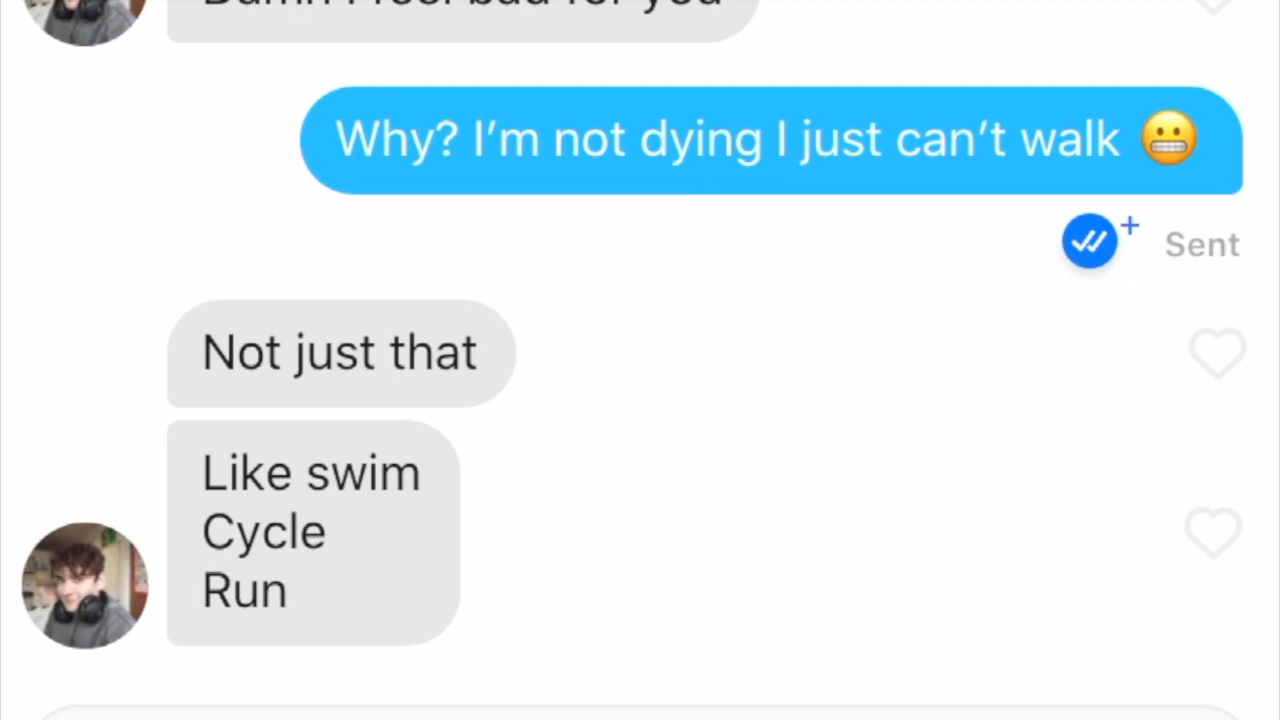 Damn I feel bad for you
Why? I’m not dying I just can’t walk 😬
Sent
Not just that
Like swim
Cycle
Run